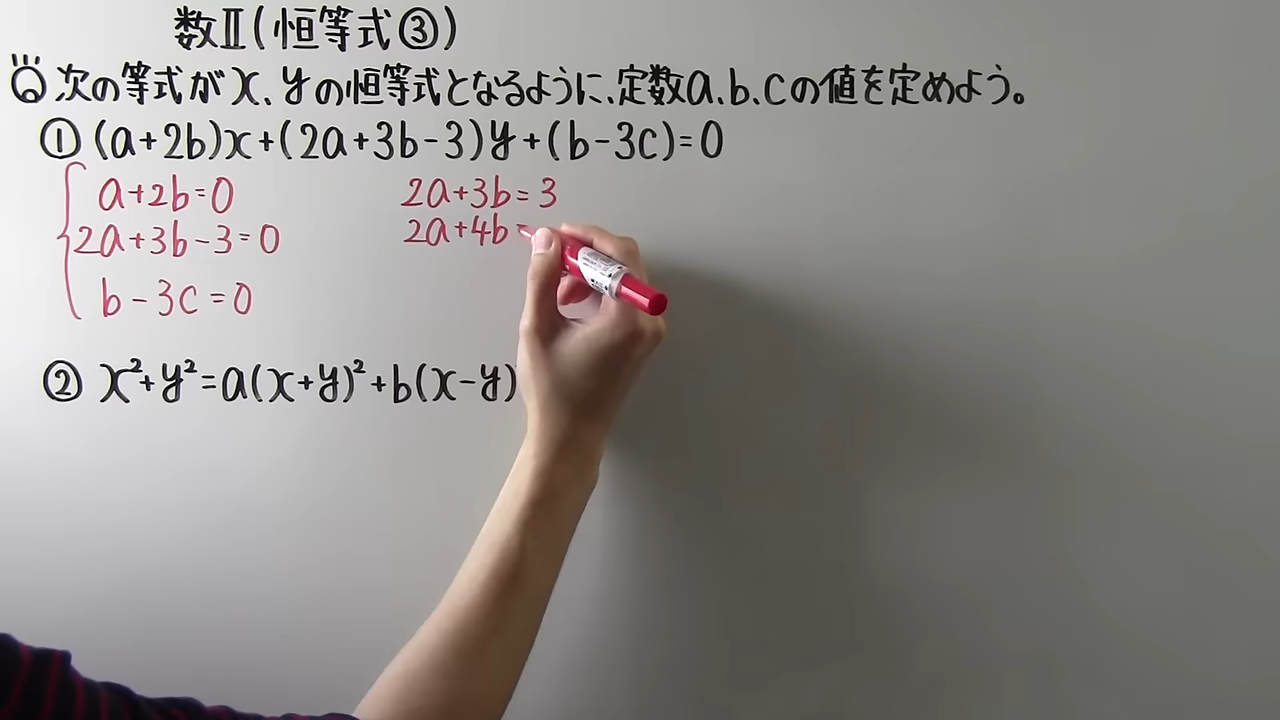 数Ⅱ(恒等式③)
Q 次の等式がx、yの恒等式となるように、定数a、b、cの値を定めよう。
①(a+2b)x+(2a+3b-3)y+(b-3c)=0
a+2b=0
2a+3b-3=0
b-3c=0
2a+3b=3
2a+4b=
② x²+y²=a(x+y)²+b(x-y)